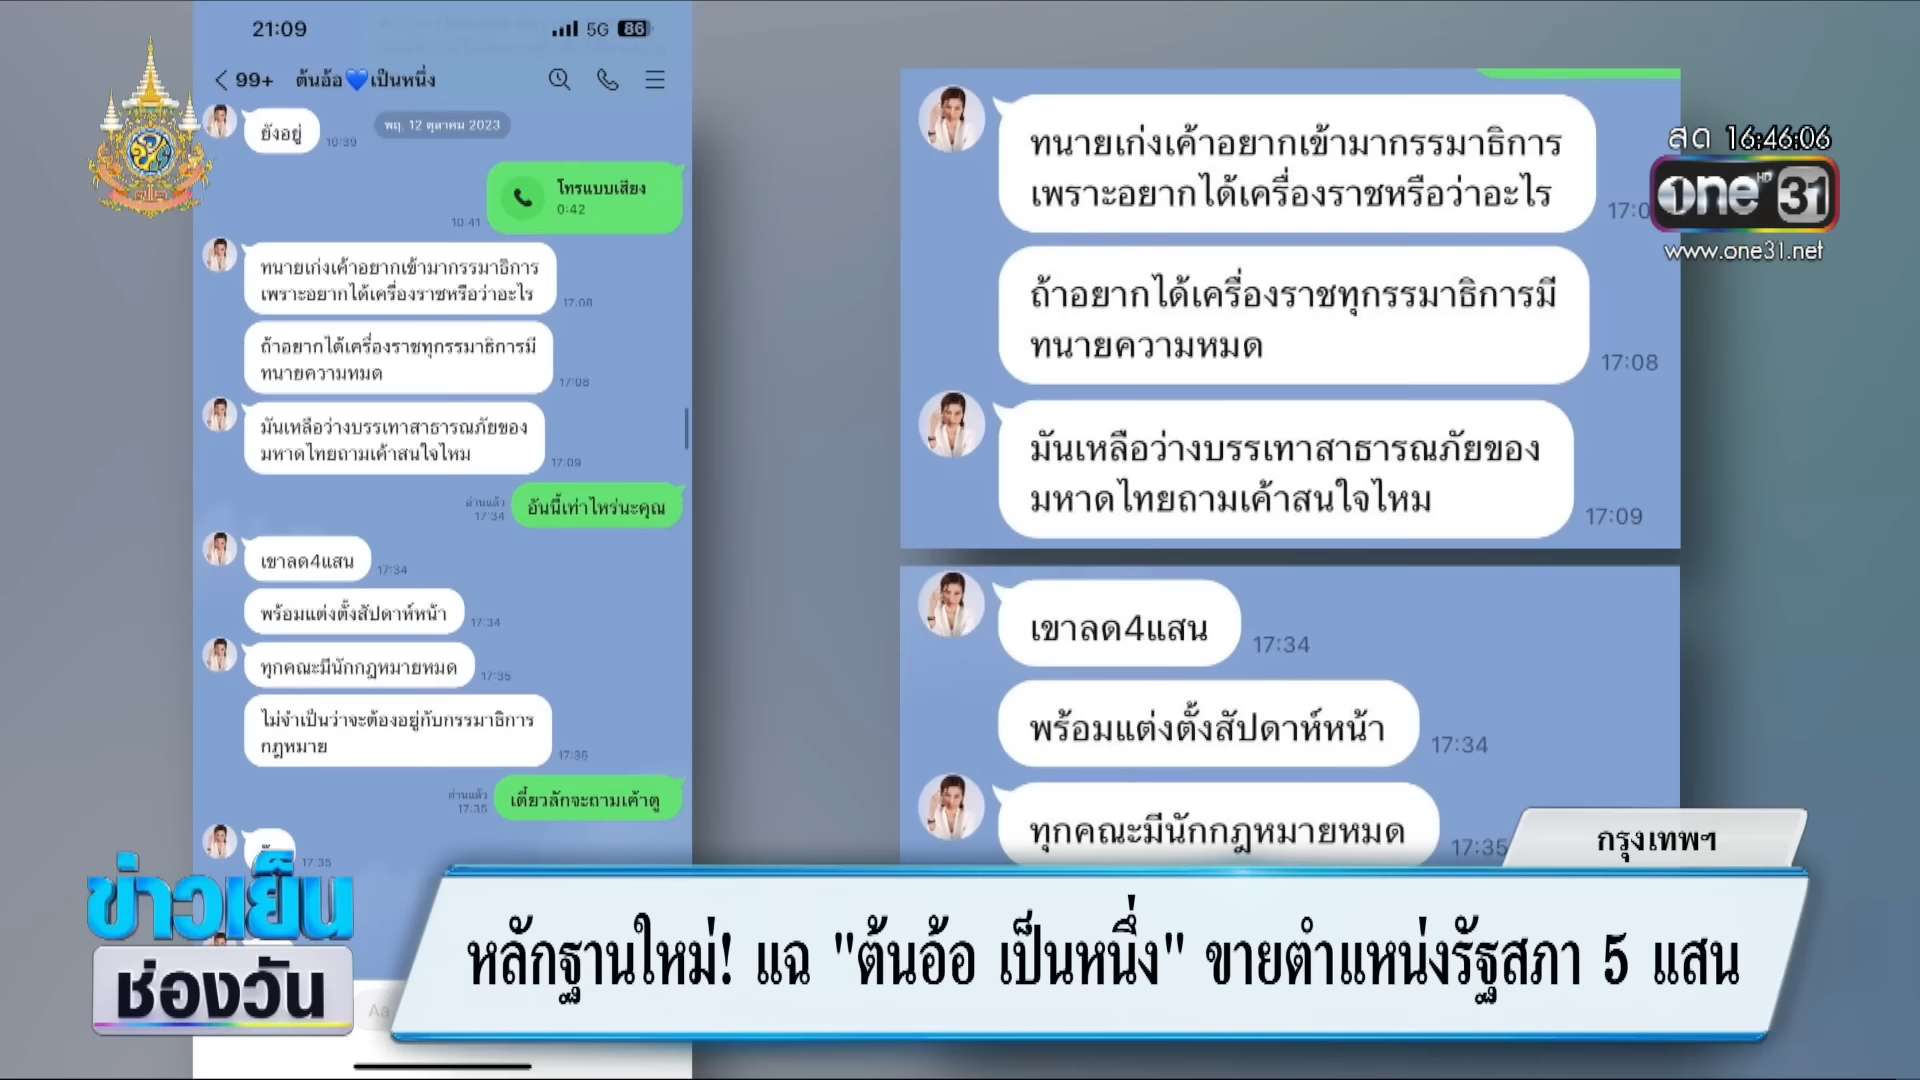 21:09
5G 86
99+ ต้นอ้อ💙เป็นหนึ่ง
ยังอยู่
10:39
พฤ. 12 ตุลาคม 2023
โทรแบบเสียง
0:42
10:41
ทนายเก่งเค้าอยากเข้ามากรรมาธิการ
เพราะอยากได้เครื่องราชหรือว่าอะไร
17:08
ถ้าอยากได้เครื่องราชทุกรรมาธิการมี
ทนายความหมด
17:08
มันเหลือว่างบรรเทาสาธารณภัยของ
มหาดไทยถามเค้าสนใจไหม
17:09
อ่านแล้ว
17:34
อันนี้เท่าไหร่นะคุณ
เขาลด4แสน
17:34
พร้อมแต่งตั้งสัปดาห์หน้า
17:34
ทุกคณะมีนักกฎหมายหมด
17:35
ไม่จำเป็นว่าจะต้องอยู่กับกรรมาธิการ
กฎหมาย
17:35
อ่านแล้ว
17:35
เดี๋ยวลักจะถามเค้าดู
17:35
Aa
ทนายเก่งเค้าอยากเข้ามากรรมาธิการ
เพราะอยากได้เครื่องราชหรือว่าอะไร
ถ้าอยากได้เครื่องราชทุกรรมาธิการมี
ทนายความหมด
17:08
มันเหลือว่างบรรเทาสาธารณภัยของ
มหาดไทยถามเค้าสนใจไหม
17:09
เขาลด4แสน
17:34
พร้อมแต่งตั้งสัปดาห์หน้า
17:34
ทุกคณะมีนักกฎหมายหมด
17:35
สด 16:46:06
one HD 31
www.one31.net
กรุงเทพฯ
ข่าวเย็น
ช่องวัน
หลักฐานใหม่! แฉ "ต้นอ้อ เป็นหนึ่ง" ขายตำแหน่งรัฐสภา 5 แสน